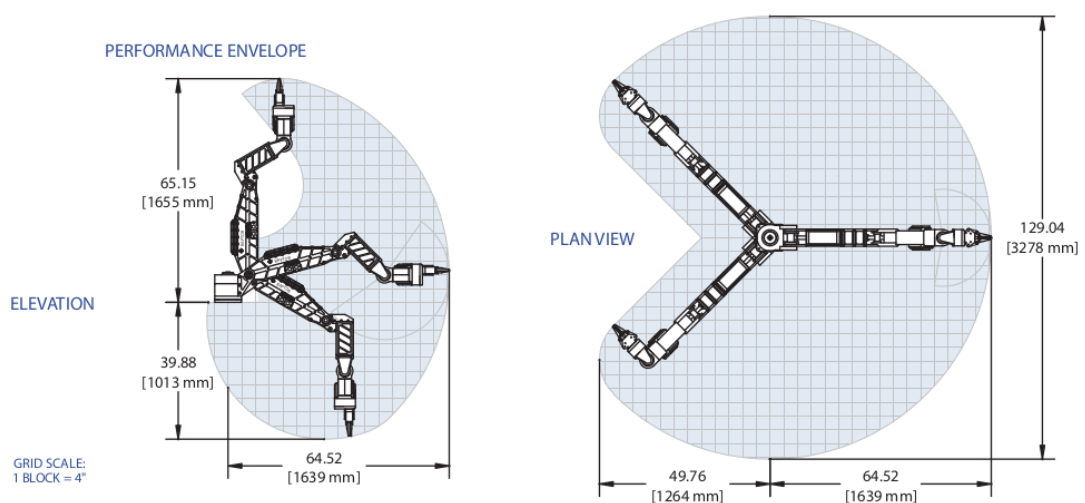 PERFORMANCE ENVELOPE
65.15
[1655 mm]
ELEVATION
39.88
[1013 mm]
64.52
[1639 mm]
GRID SCALE:
1 BLOCK = 4"
PLAN VIEW
129.04
[3278 mm]
49.76
[1264 mm]
64.52
[1639 mm]